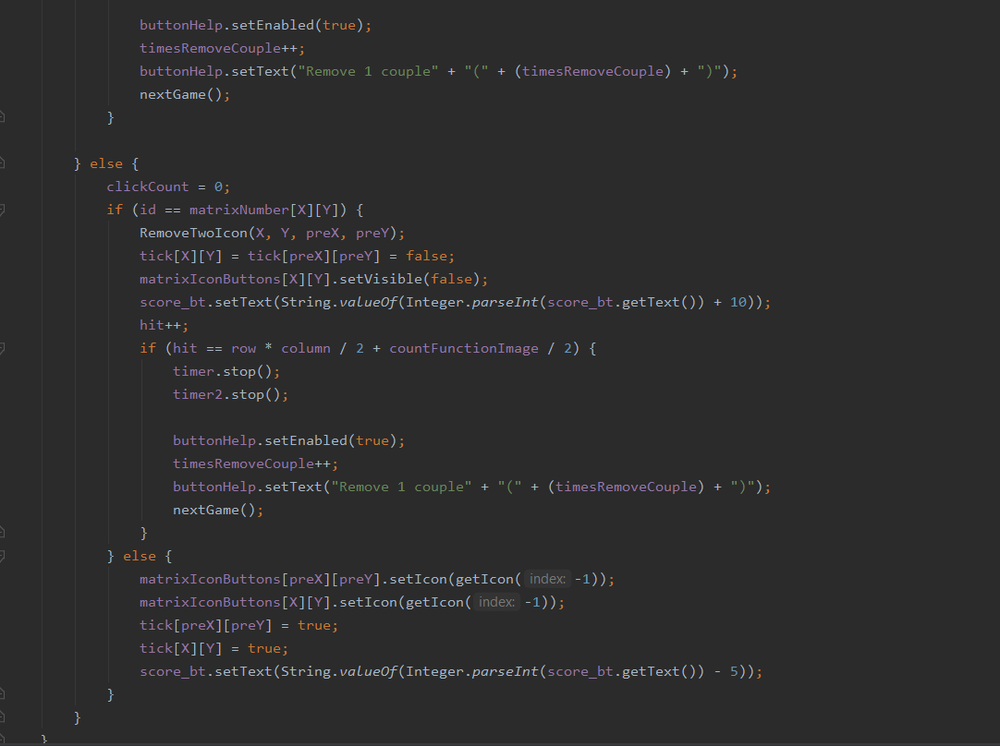 buttonHelp.setEnabled(true);
timesRemoveCouple++;
buttonHelp.setText("Remove 1 couple" + "(" + (timesRemoveCouple) + ")");
nextGame();
}
} else {
clickCount = 0;
if (id == matrixNumber[X][Y]) {
RemoveTwoIcon(X, Y, preX, preY);
tick[X][Y] = tick[preX][preY] = false;
matrixIconButtons[X][Y].setVisible(false);
score_bt.setText(String.valueOf(Integer.parseInt(score_bt.getText()) + 10));
hit++;
if (hit == row * column / 2 + countFunctionImage / 2) {
timer.stop();
timer2.stop();
buttonHelp.setEnabled(true);
timesRemoveCouple++;
buttonHelp.setText("Remove 1 couple" + "(" + (timesRemoveCouple) + ")");
nextGame();
}
} else {
matrixIconButtons[preX][preY].setIcon(getIcon( index: -1));
matrixIconButtons[X][Y].setIcon(getIcon( index: -1));
tick[preX][preY] = true;
tick[X][Y] = true;
score_bt.setText(String.valueOf(Integer.parseInt(score_bt.getText()) - 5));
}
}
}